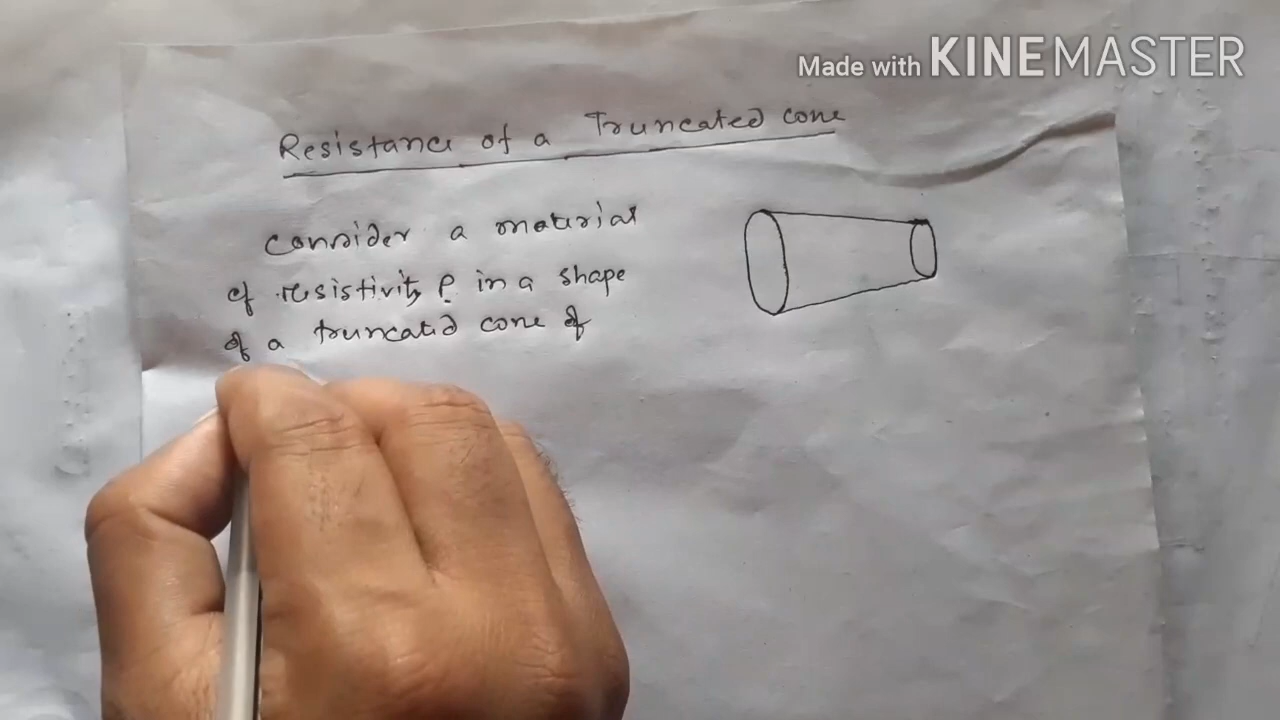 Made with KINEMASTER
Resistance of a Truncated cone
Consider a material
of resistivity ρ in a shape
of a truncated cone of